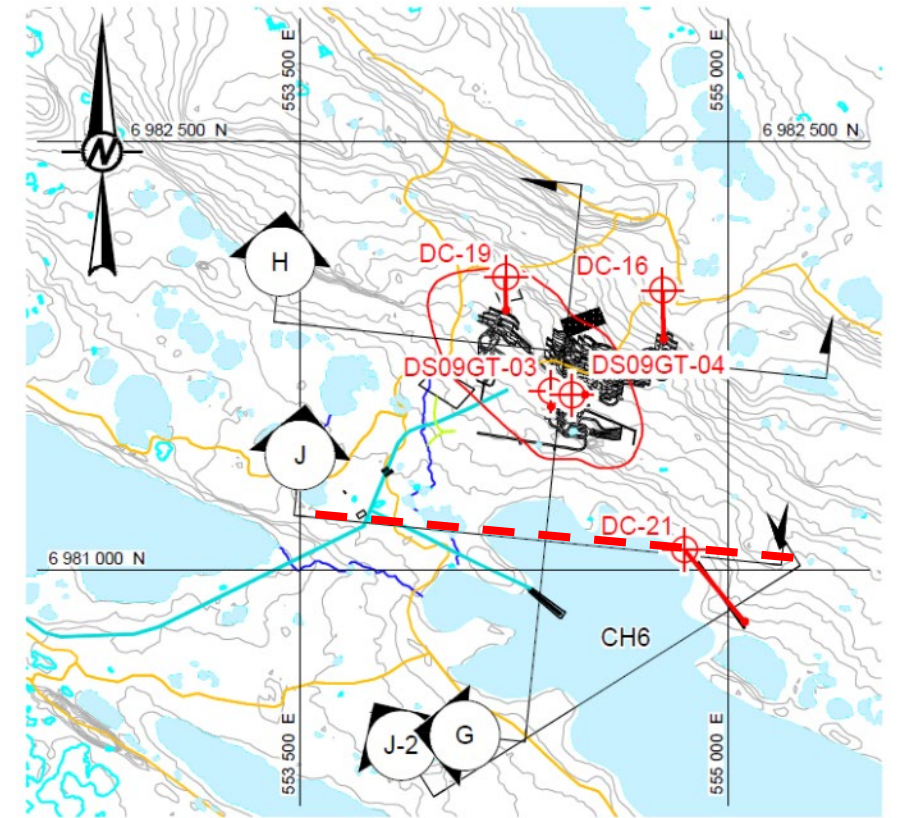 553 500 E
555 000 E
6 982 500 N
6 982 500 N
N
DC-19
DC-16
H
DS09GT-03
DS09GT-04
J
DC-21
6 981 000 N
CH6
J-2
G
553 500 E
555 000 E